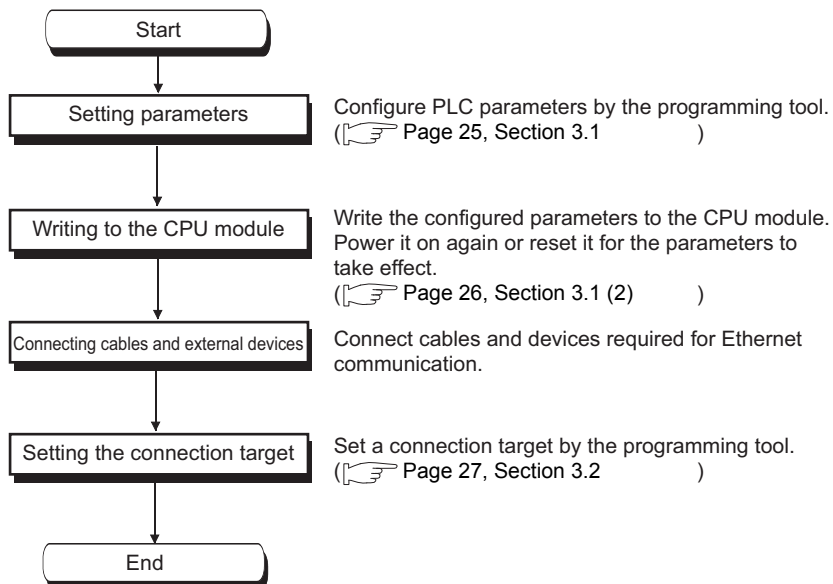 Start
Setting parameters
Configure PLC parameters by the programming tool.
( Page 25, Section 3.1 )
Writing to the CPU module
Write the configured parameters to the CPU module.
Power it on again or reset it for the parameters to
take effect.
( Page 26, Section 3.1 (2) )
Connecting cables and external devices
Connect cables and devices required for Ethernet
communication.
Setting the connection target
Set a connection target by the programming tool.
( Page 27, Section 3.2 )
End